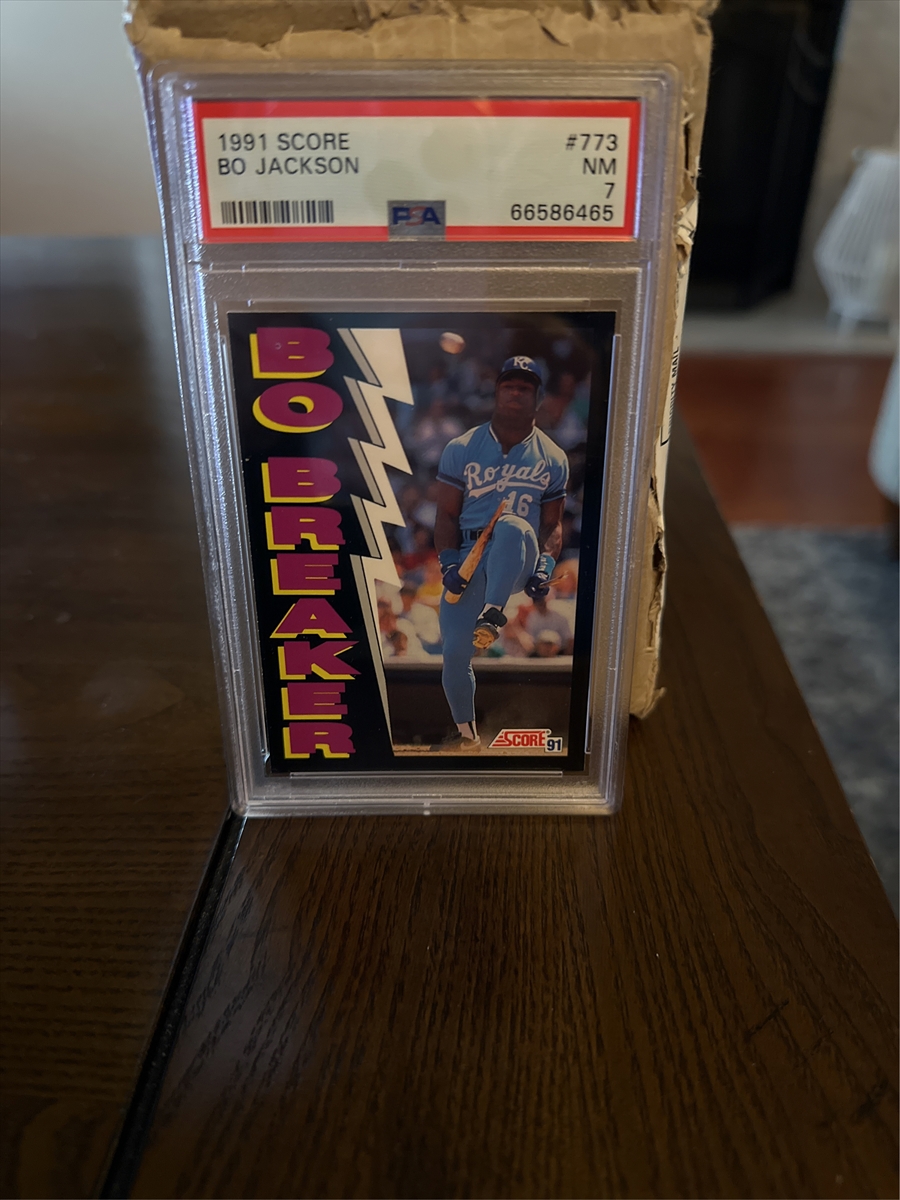 1991 SCORE #773
BO JACKSON NM
7
PSA 66586465
BO
BREAKER
KC
Royals
16
SCORE 91